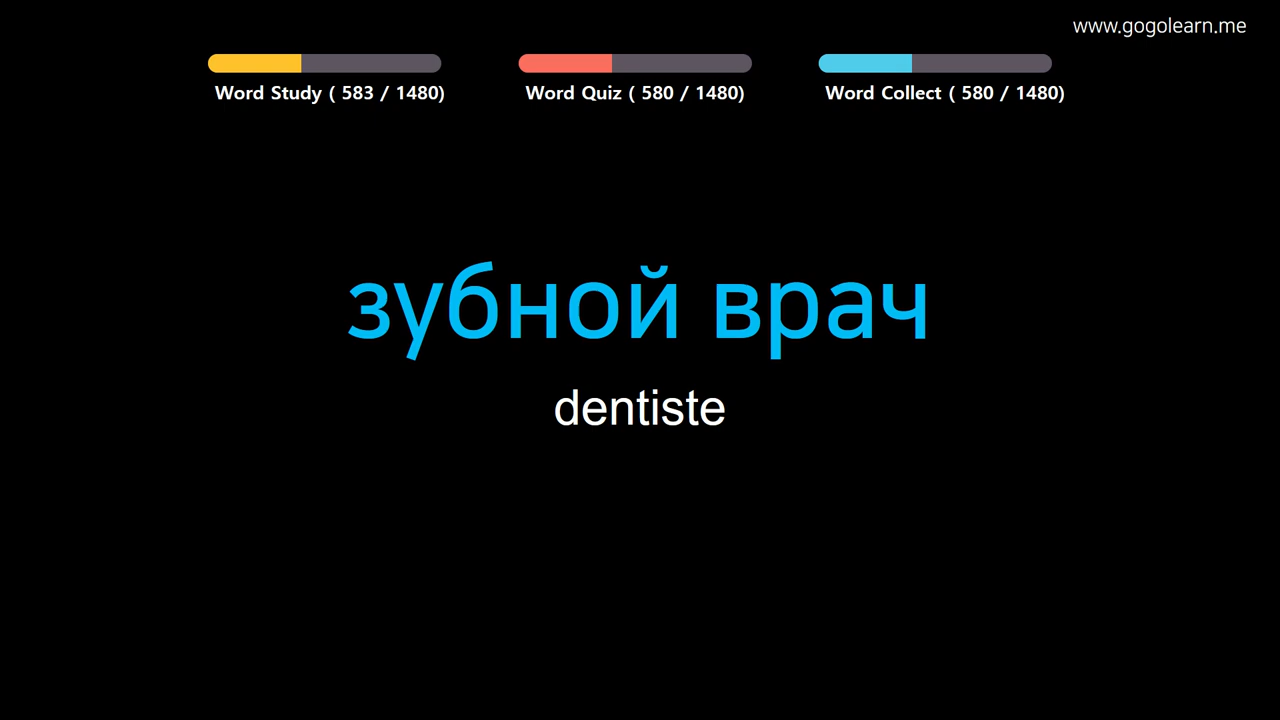 www.gogolearn.me
Word Study ( 583 / 1480)
Word Quiz ( 580 / 1480)
Word Collect ( 580 / 1480)
зубной врач
dentiste